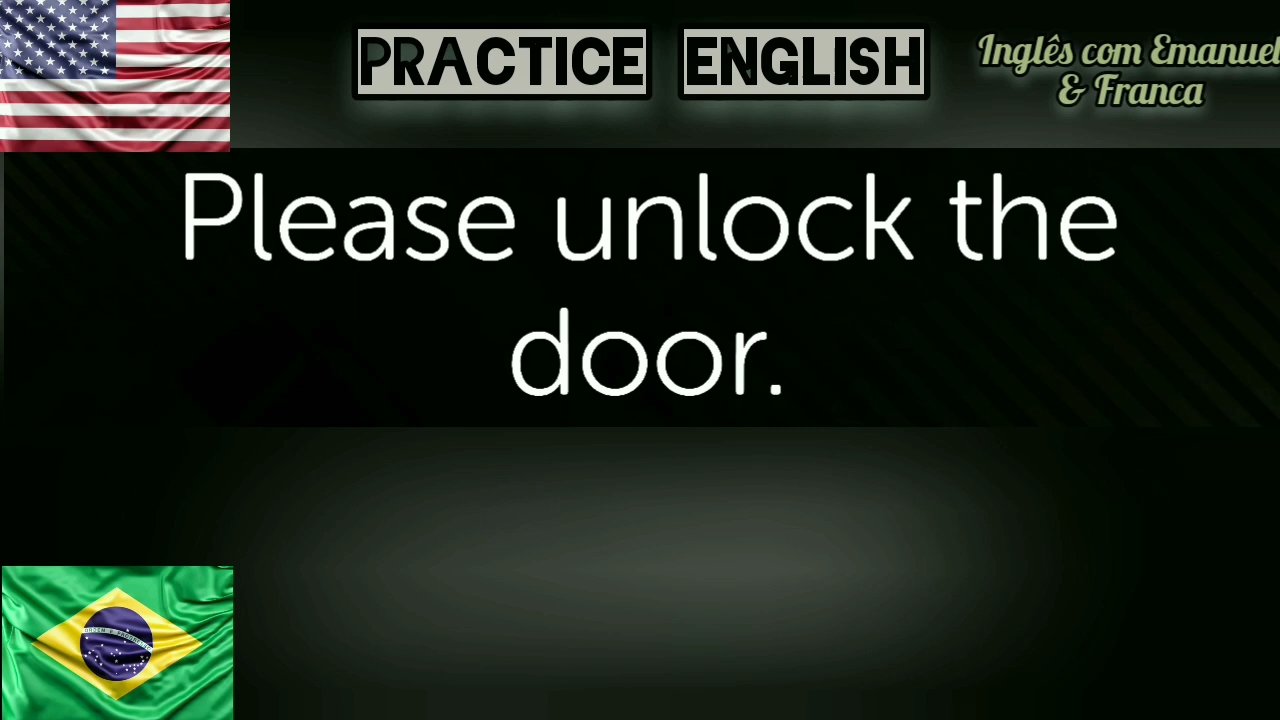 PRACTICE ENGLISH
Inglês com Emanuel
& Franca
Please unlock the
door.